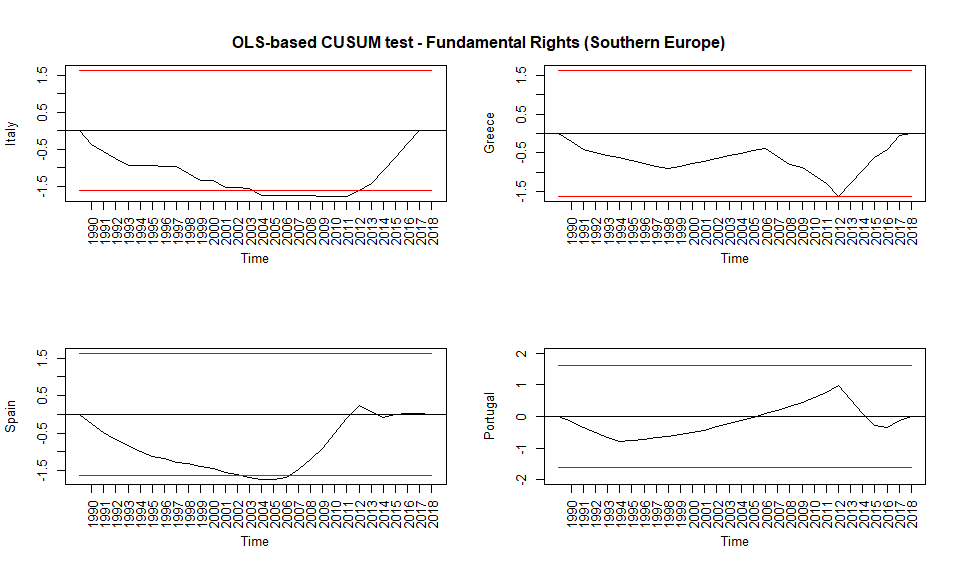 OLS-based CUSUM test - Fundamental Rights (Southern Europe)
Italy
1.5
0.5
-0.5
-1.5
1990 1991 1992 1993 1994 1995 1996 1997 1998 1999 2000 2001 2002 2003 2004 2005 2006 2007 2008 2009 2010 2011 2012 2013 2014 2015 2016 2017 2018
Time
Greece
1.5
0.5
-0.5
-1.5
1990 1991 1992 1993 1994 1995 1996 1997 1998 1999 2000 2001 2002 2003 2004 2005 2006 2007 2008 2009 2010 2011 2012 2013 2014 2015 2016 2017 2018
Time
Spain
1.5
0.5
-0.5
-1.5
1990 1991 1992 1993 1994 1995 1996 1997 1998 1999 2000 2001 2002 2003 2004 2005 2006 2007 2008 2009 2010 2011 2012 2013 2014 2015 2016 2017 2018
Time
Portugal
2
1
0
-1
-2
1990 1991 1992 1993 1994 1995 1996 1997 1998 1999 2000 2001 2002 2003 2004 2005 2006 2007 2008 2009 2010 2011 2012 2013 2014 2015 2016 2017 2018
Time